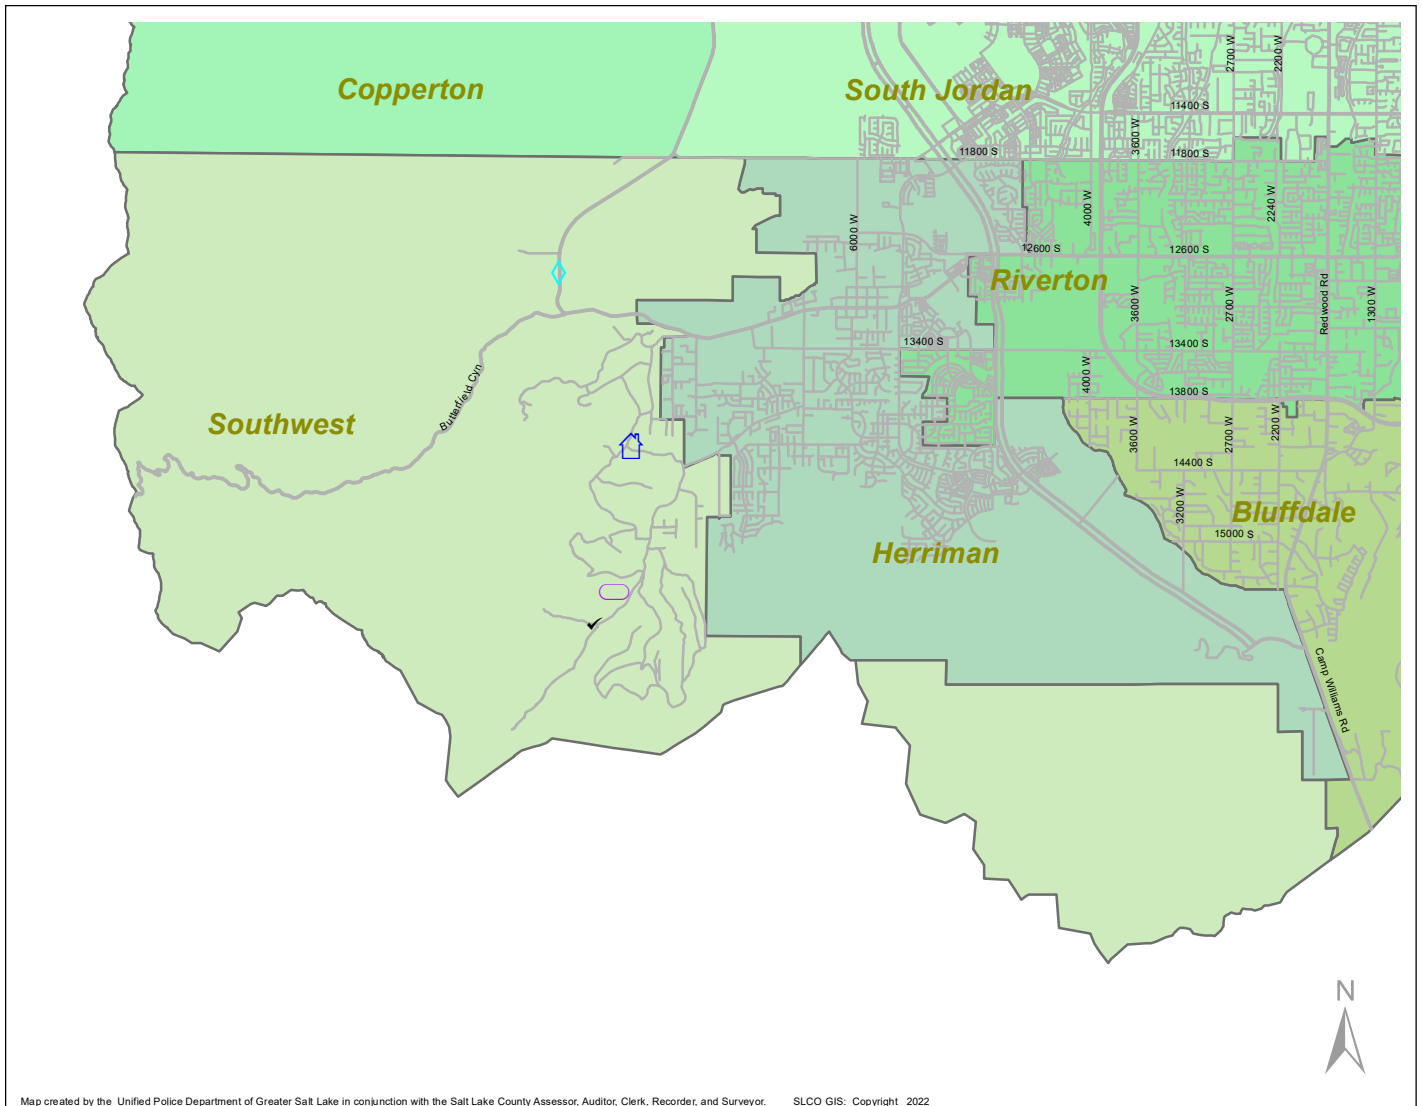 Copperton
South Jordan
2700 W
2200 W
11400 S
3600 W
11800 S
11800 S
4000 W
2240 W
6000 W
12600 S
12600 S
Riverton
3600 W
2700 W
Redwood Rd
1300 W
13400 S
13400 S
Butterfield Cyn
4000 W
13800 S
Southwest
3600 W
2700 W
2200 W
14400 S
3200 W
Bluffdale
15000 S
Herriman
Camp Williams Rd
N
Map created by the Unified Police Department of Greater Salt Lake in conjunction with the Salt Lake County Assessor, Auditor, Clerk, Recorder, and Surveyor. SLCO GIS: Copyright 2022